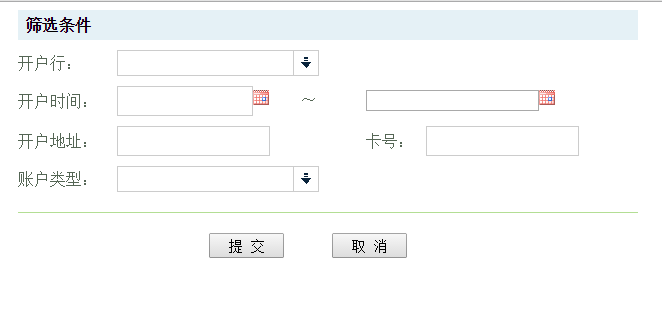 筛选条件
开户行：
开户时间： ～
开户地址： 卡号：
账户类型：
提 交 取 消